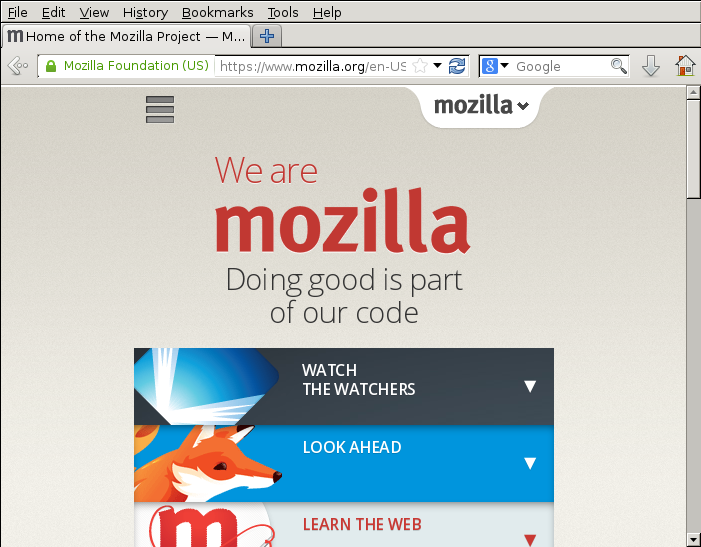 File Edit View History Bookmarks Tools Help
m Home of the Mozilla Project — M...
Mozilla Foundation (US) https://www.mozilla.org/en-US
8 Google
mozilla
We are
mozilla
Doing good is part
of our code
WATCH
THE WATCHERS
LOOK AHEAD
LEARN THE WEB
m